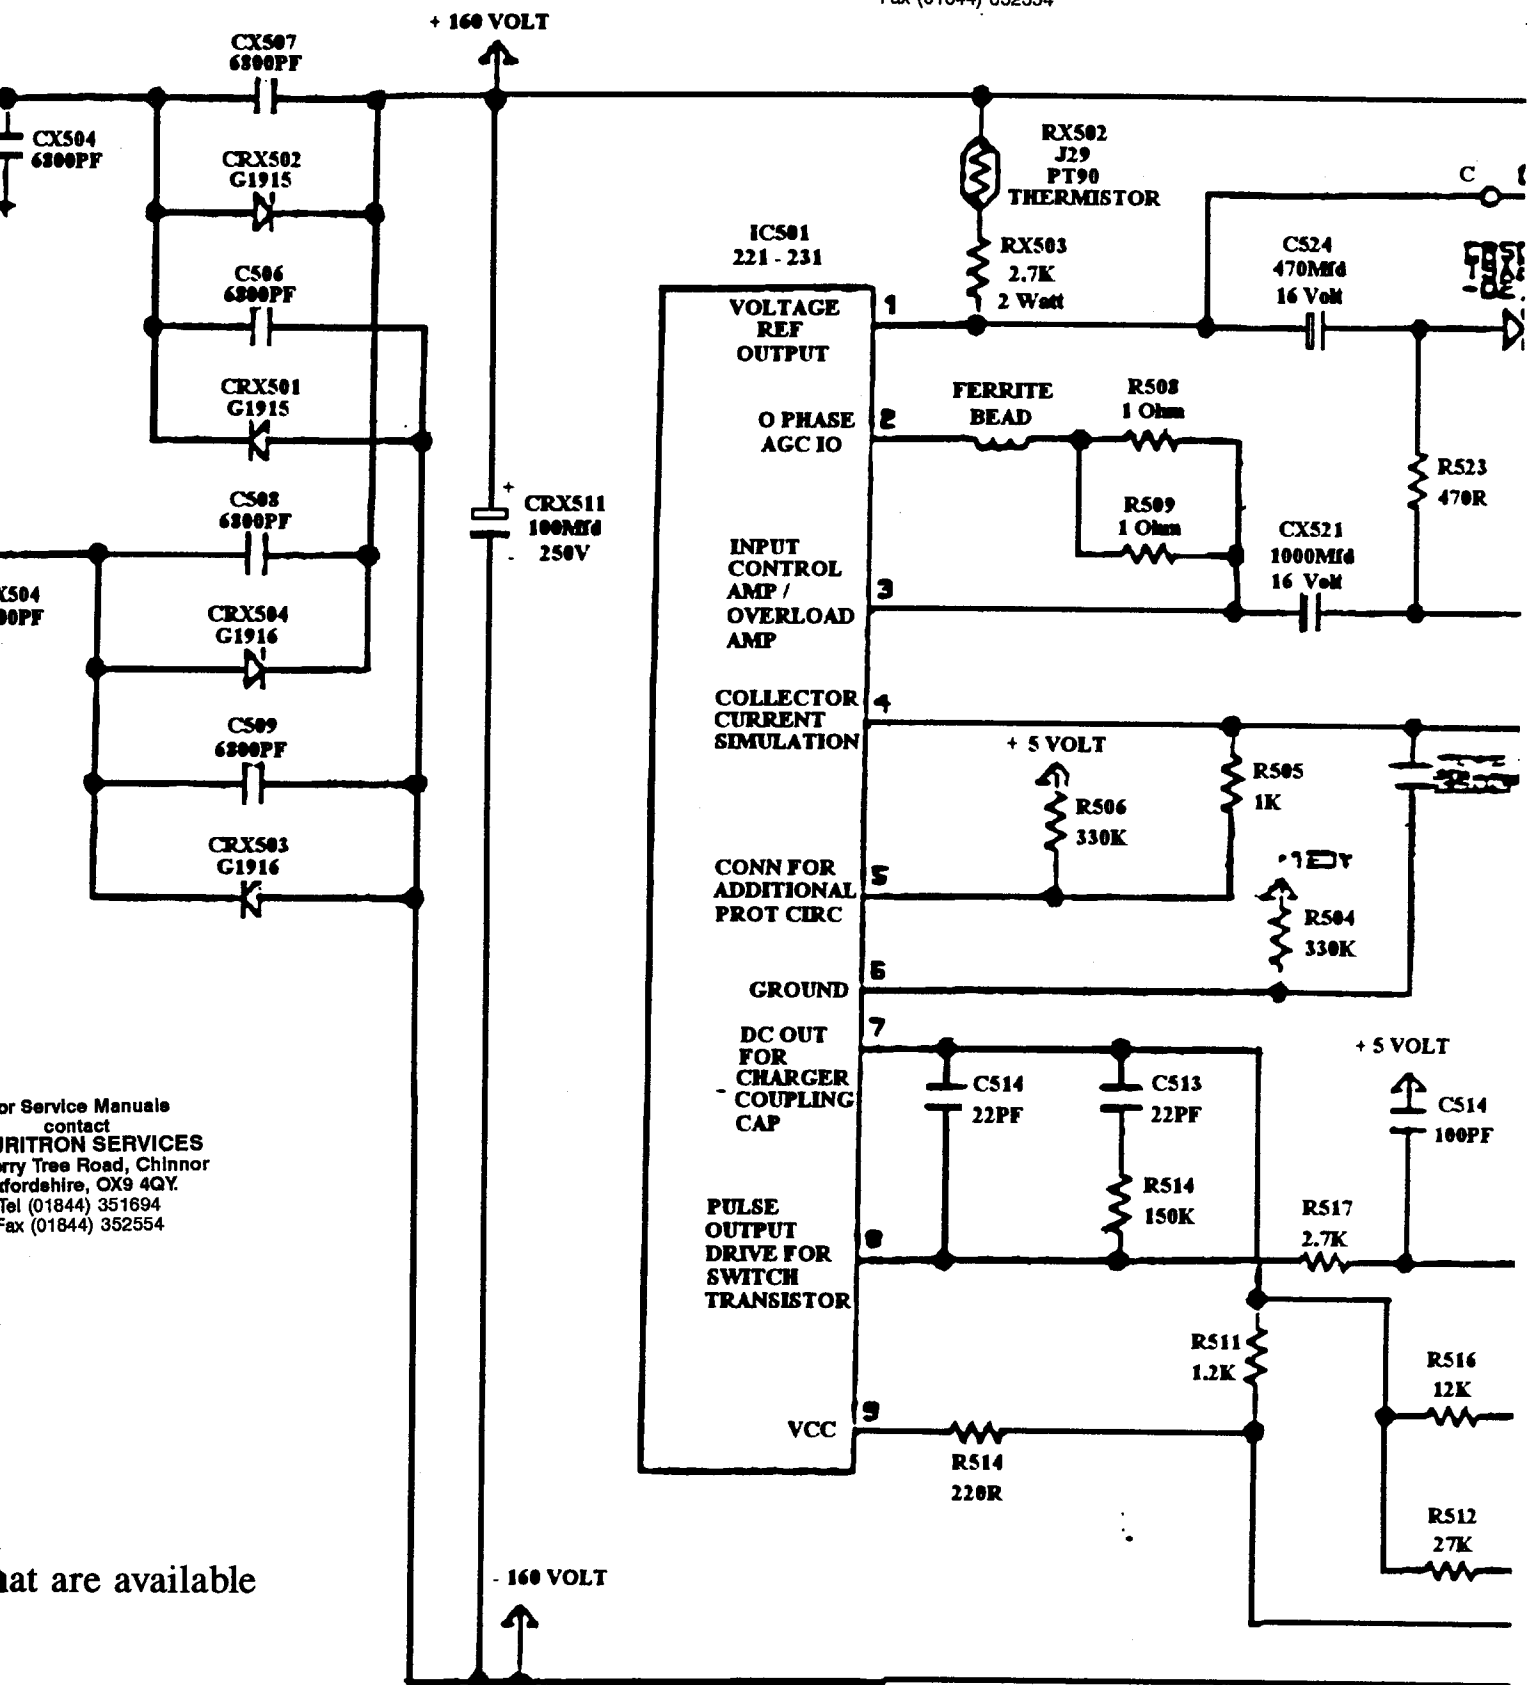 + 160 VOLT
CX507
6800PF
CX504
6800PF
CRX502
G1915
C506
6800PF
CRX501
G1915
C508
6800PF
CRX504
G1916
C509
6800PF
CRX503
G1916
+
CRX511
100Mfd
250V
-
Fax (01844) 352554
RX502
J29
PT90
THERMISTOR
RX503
2.7K
2 Watt
IC501
221 - 231
VOLTAGE
REF
OUTPUT
1
O PHASE
AGC IO
2
INPUT
CONTROL
AMP /
OVERLOAD
AMP
3
COLLECTOR
CURRENT
SIMULATION
4
CONN FOR
ADDITIONAL
PROT CIRC
5
GROUND
6
DC OUT
FOR
CHARGER
- COUPLING
CAP
7
PULSE
OUTPUT
DRIVE FOR
SWITCH
TRANSISTOR
8
VCC
9
C
C524
470Mfd
16 Volt
FERRITE
BEAD
R508
1 Ohm
R509
1 Ohm
R523
470R
CX521
1000Mfd
16 Volt
+ 5 VOLT
R506
330K
R505
1K
R504
330K
C514
22PF
C513
22PF
R514
150K
+ 5 VOLT
C514
100PF
R517
2.7K
R511
1.2K
R516
12K
R514
220R
R512
27K
X504
00PF
or Service Manuals
contact
URITRON SERVICES
erry Tree Road, Chinnor
xfordshire, OX9 4QY.
Tel (01844) 351694
Fax (01844) 352554
hat are available
- 160 VOLT